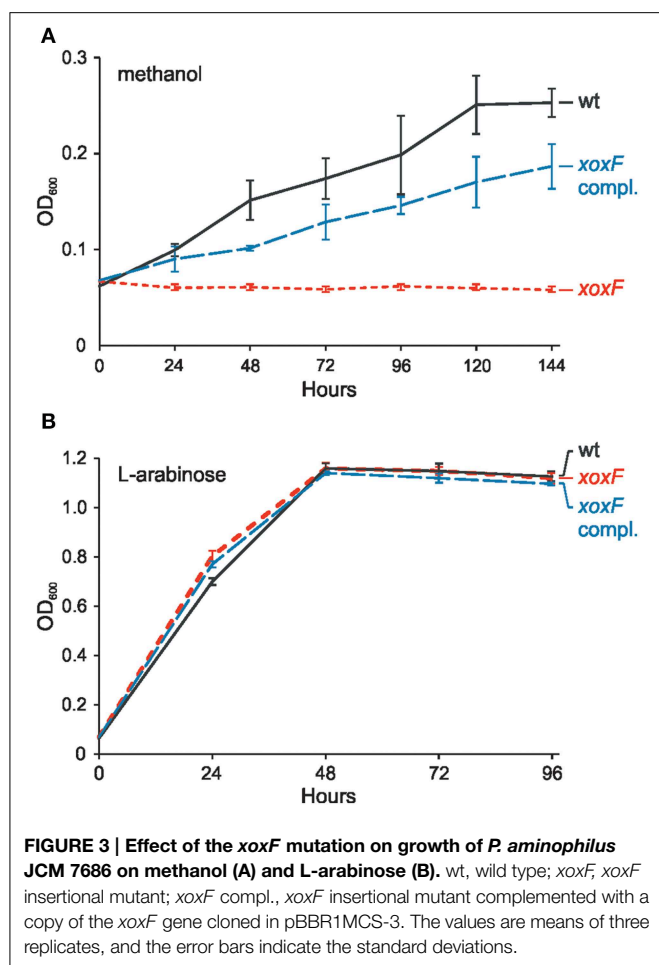 A
methanol
OD600
0.3
0.2
0.1
0
wt
xoxF
compl.
xoxF
0 24 48 72 96 120 144
Hours
B
L-arabinose
OD600
1.2
1.0
0.8
0.6
0.4
0.2
0
wt
xoxF
xoxF
compl.
0 24 48 72 96
Hours
FIGURE 3 | Effect of the xoxF mutation on growth of P. aminophilus
JCM 7686 on methanol (A) and L-arabinose (B). wt, wild type; xoxF, xoxF
insertional mutant; xoxF compl., xoxF insertional mutant complemented with a
copy of the xoxF gene cloned in pBBR1MCS-3. The values are means of three
replicates, and the error bars indicate the standard deviations.